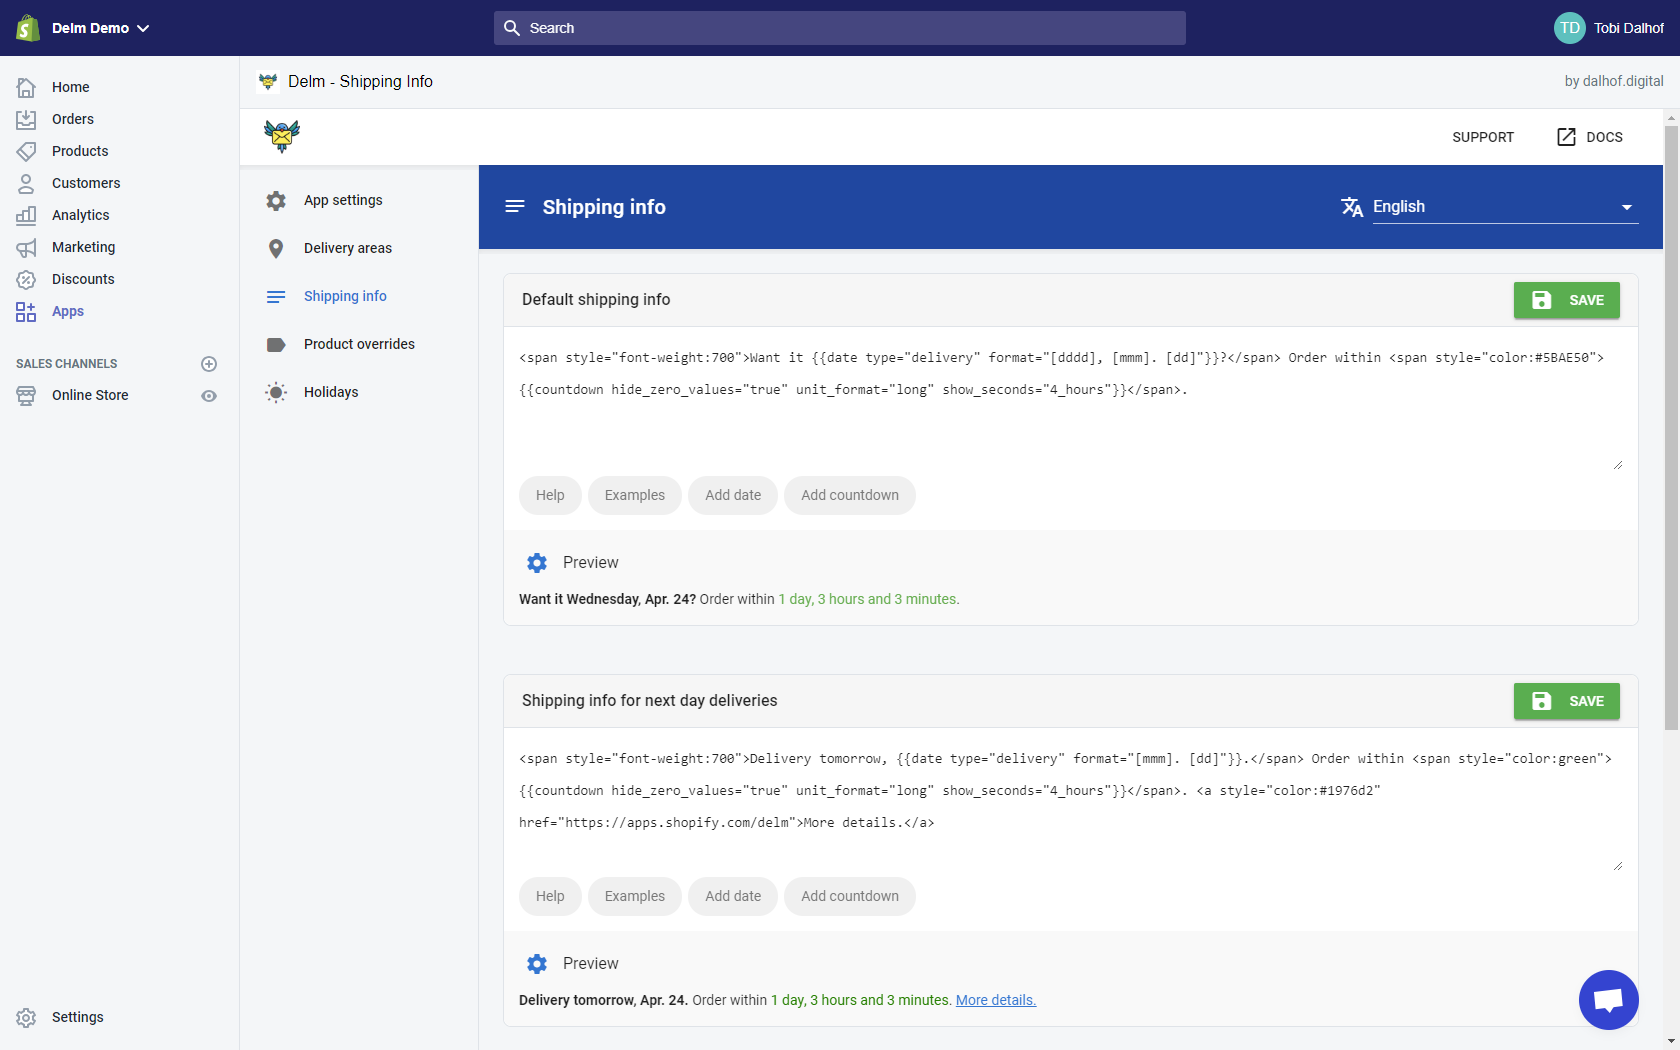 Delm Demo
Search
TD
Tobi Dalhof
Home
Orders
Products
Customers
Analytics
Marketing
Discounts
Apps
SALES CHANNELS
Online Store
Settings
Delm - Shipping Info
by dalhof.digital
SUPPORT
DOCS
App settings
Delivery areas
Shipping info
Product overrides
Holidays
Shipping info
English
Default shipping info
SAVE
<span style="font-weight:700">Want it {{date type="delivery" format="[dddd], [mmm]. [dd]"}}?</span> Order within <span style="color:#5BAE50">
{{countdown hide_zero_values="true" unit_format="long" show_seconds="4_hours"}}</span>.
Help
Examples
Add date
Add countdown
Preview
Want it Wednesday, Apr. 24? Order within 1 day, 3 hours and 3 minutes.
Shipping info for next day deliveries
SAVE
<span style="font-weight:700">Delivery tomorrow, {{date type="delivery" format="[mmm]. [dd]"}}.</span> Order within <span style="color:green">
{{countdown hide_zero_values="true" unit_format="long" show_seconds="4_hours"}}</span>. <a style="color:#1976d2"
href="https://apps.shopify.com/delm">More details.</a>
Help
Examples
Add date
Add countdown
Preview
Delivery tomorrow, Apr. 24. Order within 1 day, 3 hours and 3 minutes. More details.